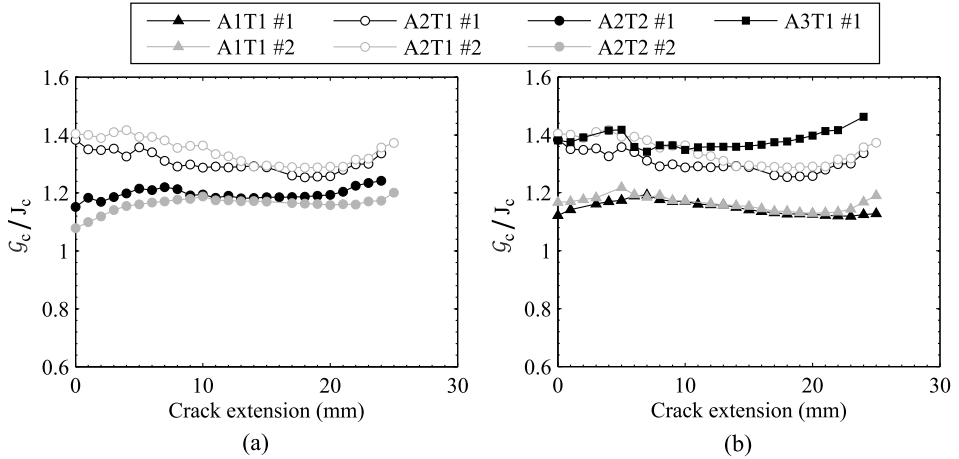 A1T1 #1 A2T1 #1 A2T2 #1 A3T1 #1
A1T1 #2 A2T1 #2 A2T2 #2
1.6 1.6
1.4 1.4
1.2 1.2
1 1
0.8 0.8
0.6 0.6
𝒢c / Jc 𝒢c / Jc
0 10 20 30 0 10 20 30
Crack extension (mm) Crack extension (mm)
(a) (b)